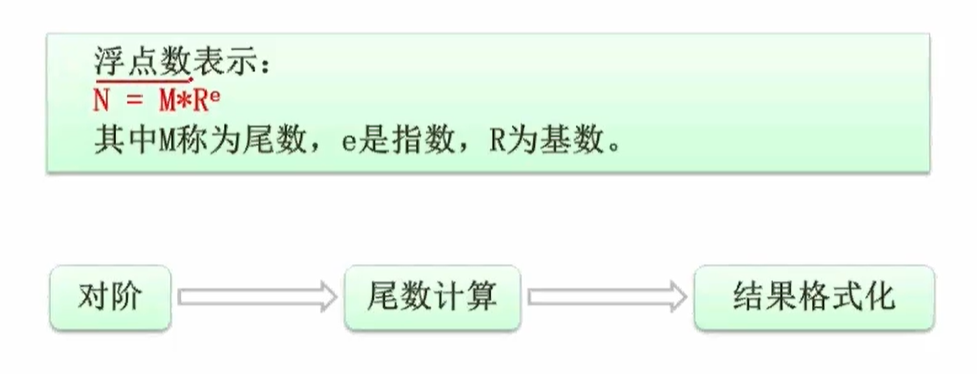 浮点数表示：
N = M*Rᵉ
其中M称为尾数，e是指数，R为基数。
对阶
尾数计算
结果格式化